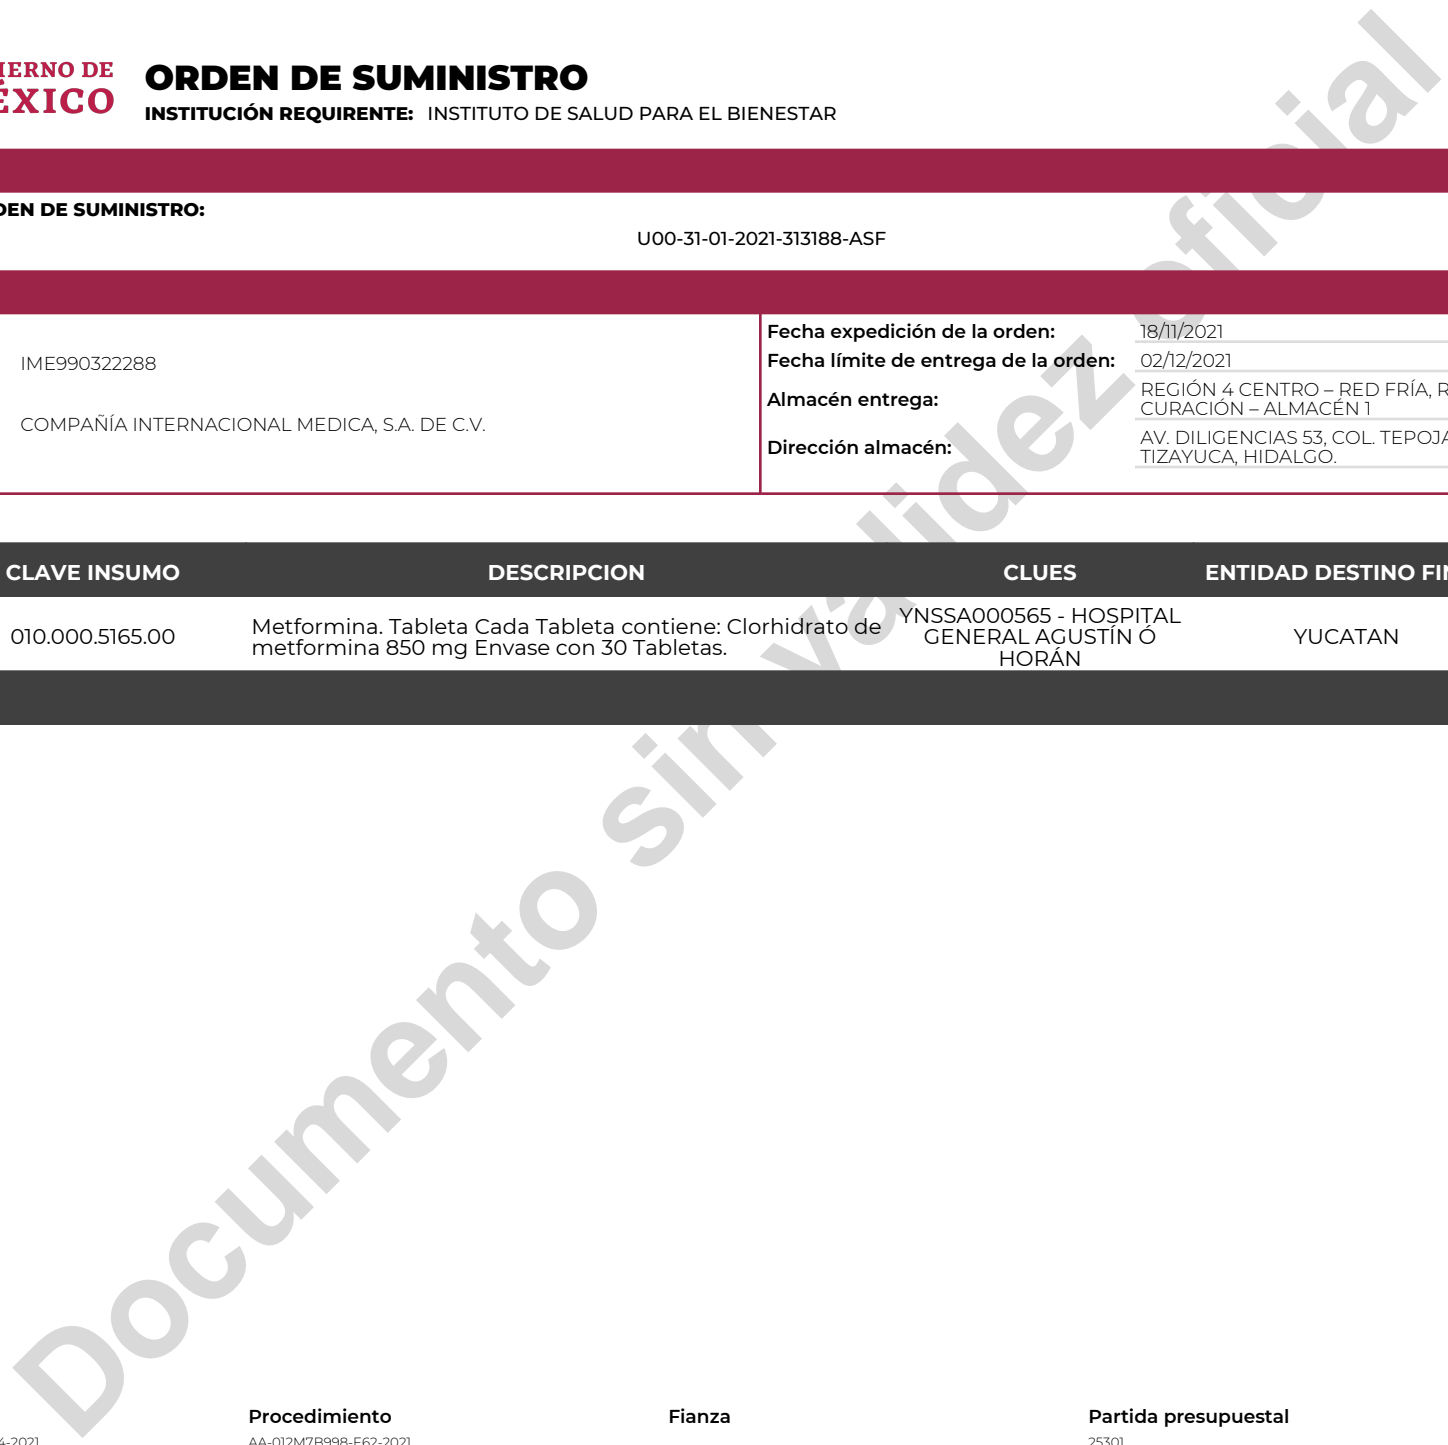 IERNO DE
ÉXICO
ORDEN DE SUMINISTRO
INSTITUCIÓN REQUIRENTE: INSTITUTO DE SALUD PARA EL BIENESTAR
DEN DE SUMINISTRO:
U00-31-01-2021-313188-ASF
IME990322288
COMPAÑÍA INTERNACIONAL MEDICA, S.A. DE C.V.
Fecha expedición de la orden: 18/11/2021
Fecha límite de entrega de la orden: 02/12/2021
Almacén entrega: REGIÓN 4 CENTRO – RED FRÍA, R
CURACIÓN – ALMACÉN 1
Dirección almacén: AV. DILIGENCIAS 53, COL. TEPOJA
TIZAYUCA, HIDALGO.
CLAVE INSUMO DESCRIPCION CLUES ENTIDAD DESTINO FIN
010.000.5165.00
Metformina. Tableta Cada Tableta contiene: Clorhidrato de
metformina 850 mg Envase con 30 Tabletas.
YNSSA000565 - HOSPITAL
GENERAL AGUSTÍN Ó
HORÁN
YUCATAN
Documento sin validez oficial
Procedimiento Fianza Partida presupuestal
4-2021 AA-012M7B998-E62-2021 25301